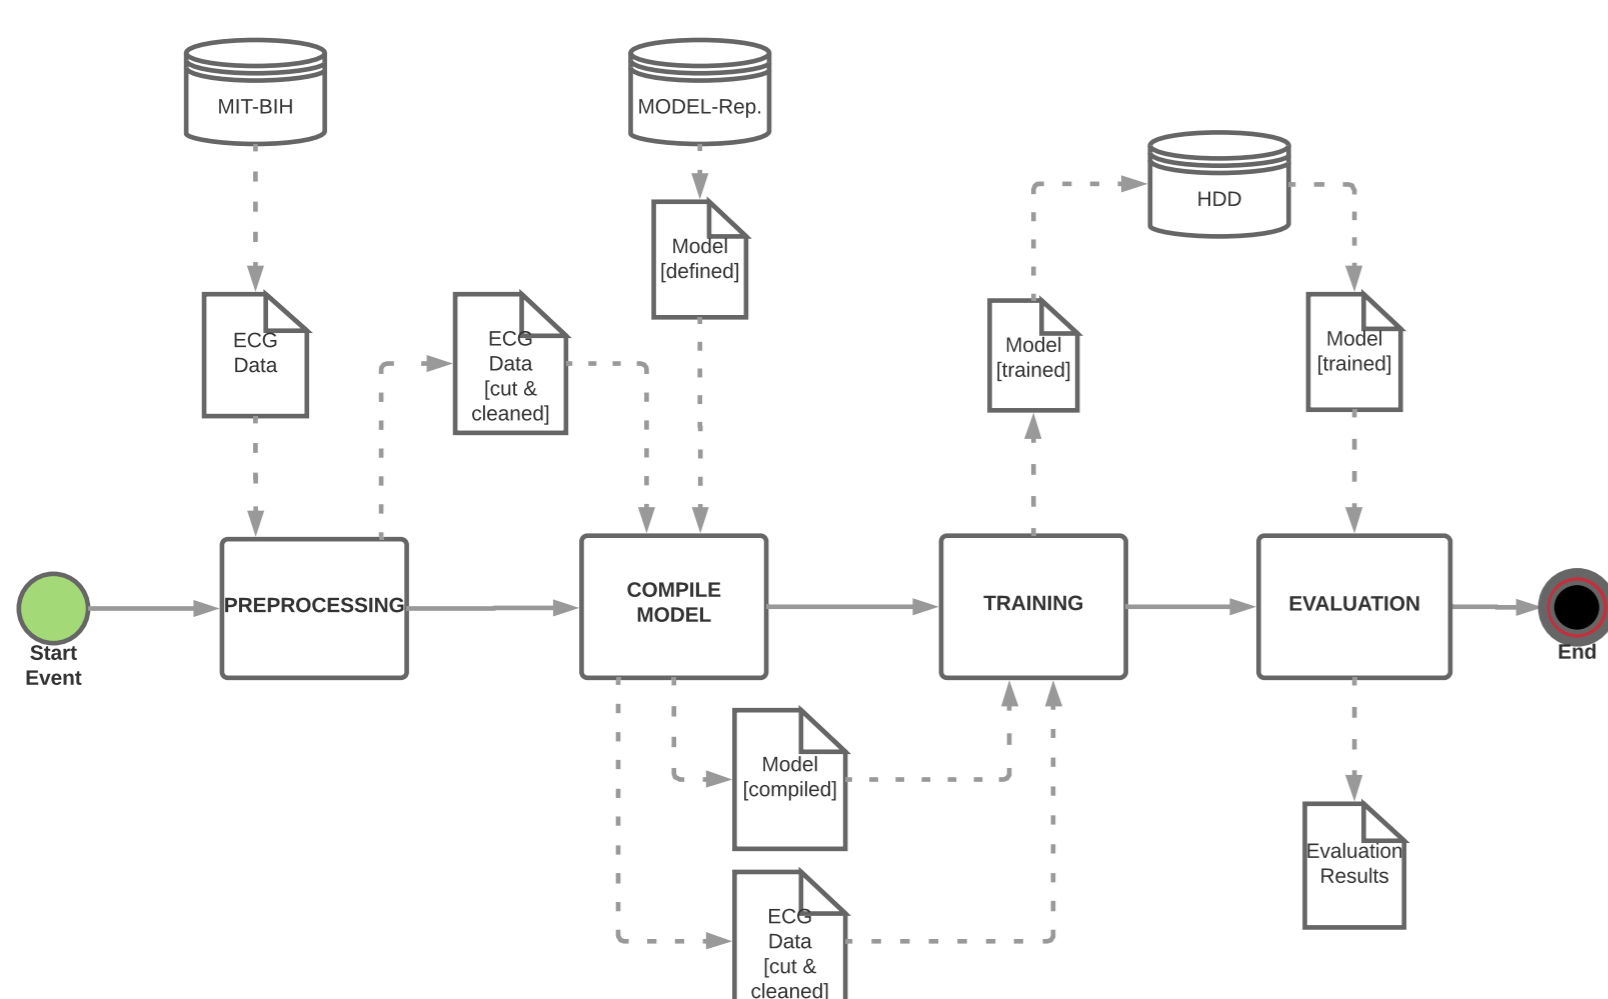 MIT-BIH
MODEL-Rep.
HDD
Model
[defined]
ECG
Data
ECG
Data
[cut &
cleaned]
Model
[trained]
Model
[trained]
PREPROCESSING
COMPILE
MODEL
TRAINING
EVALUATION
Start
Event
End
Model
[compiled]
Evaluation
Results
ECG
Data
[cut &
cleaned]